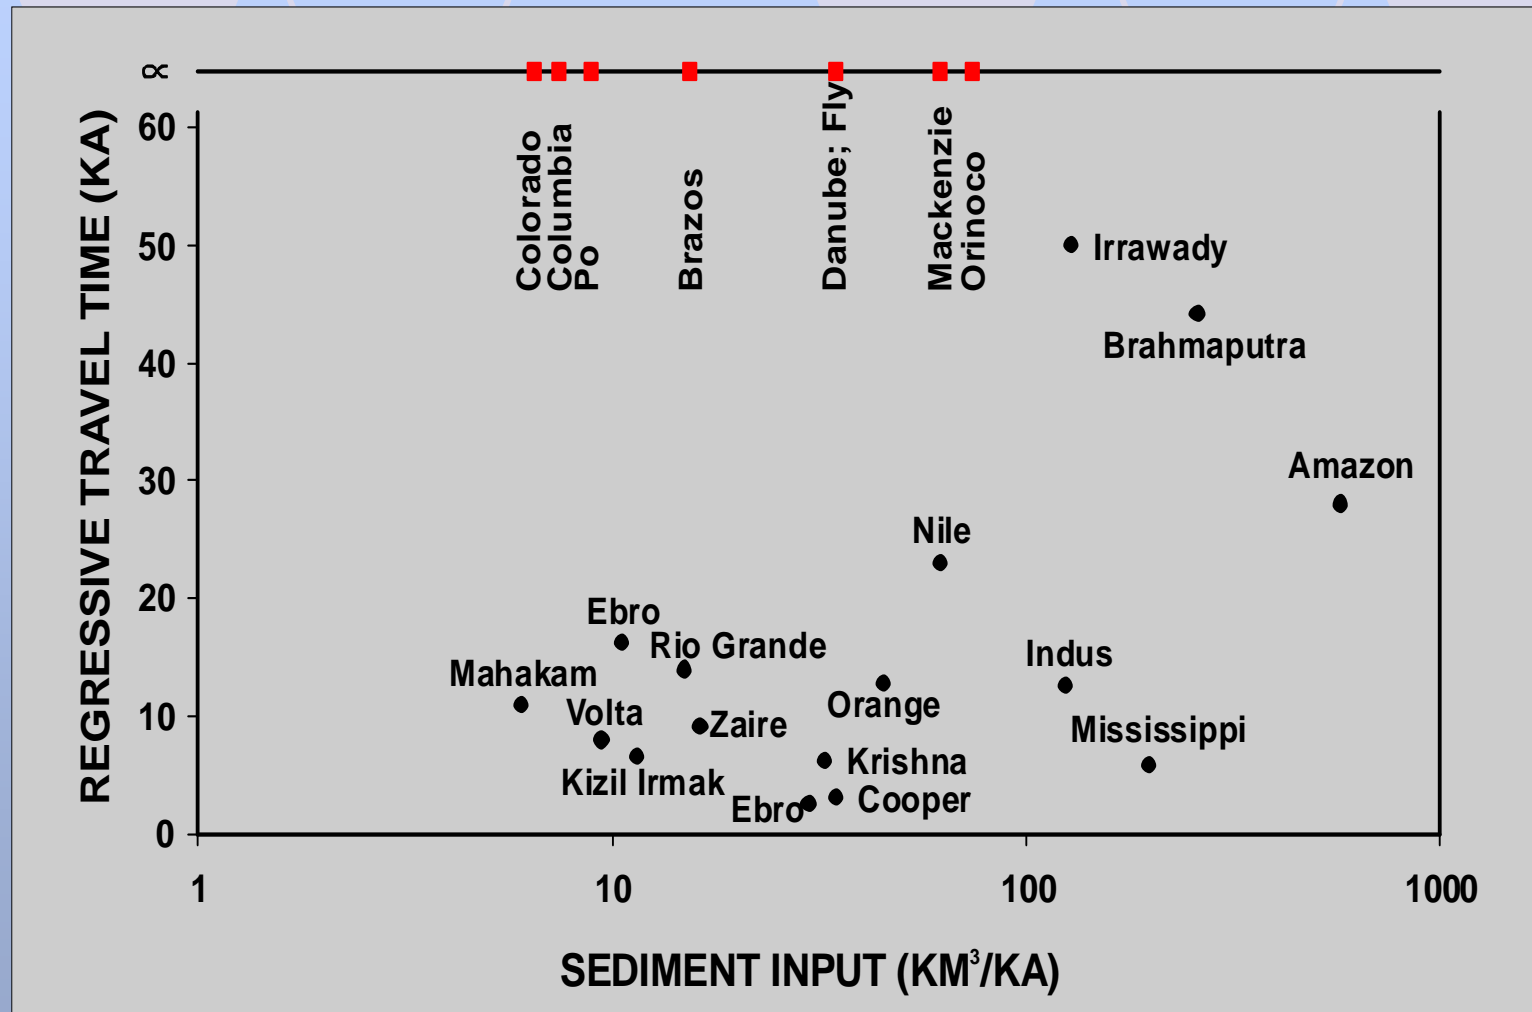 ∝
60
50
40
30
20
10
0
REGRESSIVE TRAVEL TIME (KA)
Colorado
Columbia
Po
Brazos
Danube; Fly
Mackenzie
Orinoco
Irrawady
Brahmaputra
Amazon
Nile
Ebro
Rio Grande
Mahakam
Indus
Orange
Volta
Zaire
Mississippi
Krishna
Kizil Irmak
Cooper
Ebro
1
10
100
1000
SEDIMENT INPUT (KM³/KA)